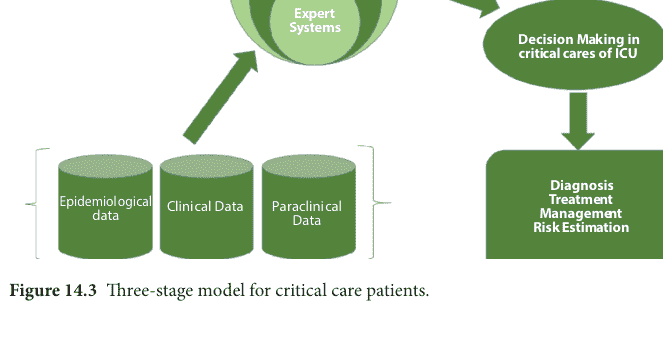 Expert
Systems
Decision Making in
critical cares of ICU
Epidemiological
data
Clinical Data
Paraclinical
Data
Diagnosis
Treatment
Management
Risk Estimation
Figure 14.3 Three-stage model for critical care patients.